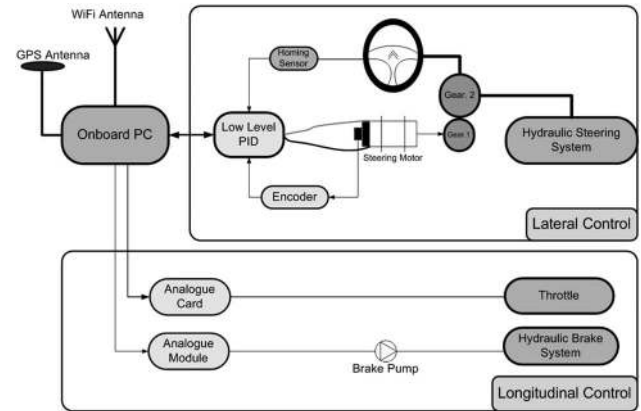 WiFi Antenna
GPS Antenna
Onboard PC
Homing
Sensor
Low Level
PID
Steering Motor
Encoder
Gear. 2
Gear.1
Hydraulic Steering
System
Lateral Control
Analogue
Card
Throttle
Analogue
Module
Brake Pump
Hydraulic Brake
System
Longitudinal Control